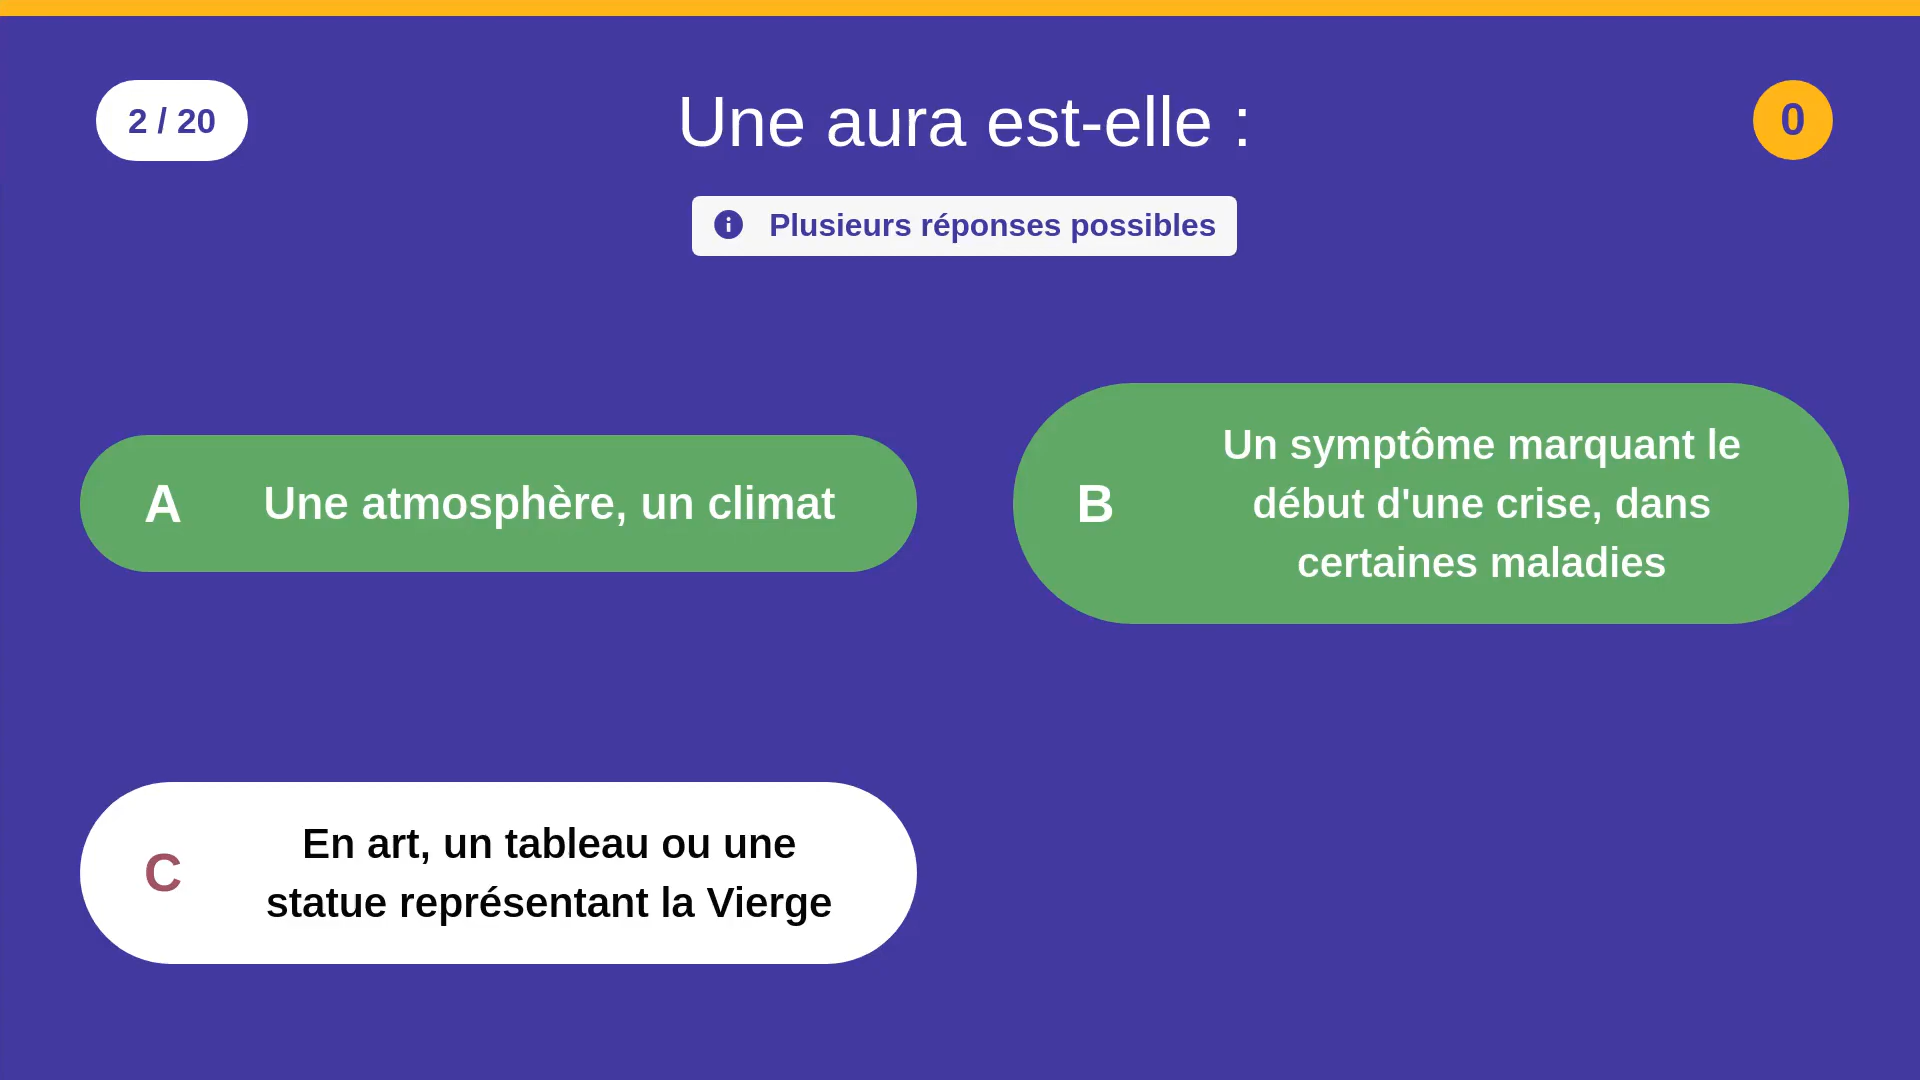 2 / 20
Une aura est-elle :
0
Plusieurs réponses possibles
A
Une atmosphère, un climat
B
Un symptôme marquant le
début d'une crise, dans
certaines maladies
C
En art, un tableau ou une
statue représentant la Vierge